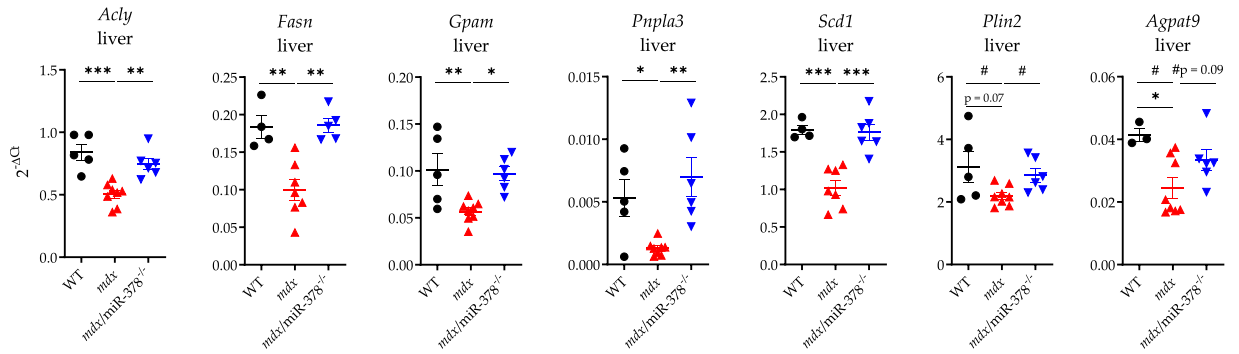 Acly
liver
Fasn
liver
Gpam
liver
Pnpla3
liver
Scd1
liver
Plin2
liver
Agpat9
liver
2^-ΔCt
*** **
1.5
1.0
0.5
0.0
WT
mdx
mdx/miR-378-/-
** **
0.25
0.20
0.15
0.10
0.05
0.00
WT
mdx
mdx/miR-378-/-
** *
0.20
0.15
0.10
0.05
0.00
WT
mdx
mdx/miR-378-/-
* **
0.015
0.010
0.005
0.000
WT
mdx
mdx/miR-378-/-
*** ***
2.5
2.0
1.5
1.0
0.5
0.0
WT
mdx
mdx/miR-378-/-
# #
p = 0.07
6
4
2
0
WT
mdx
mdx/miR-378-/-
# #p = 0.09
*
0.06
0.04
0.02
0.00
WT
mdx
mdx/miR-378-/-